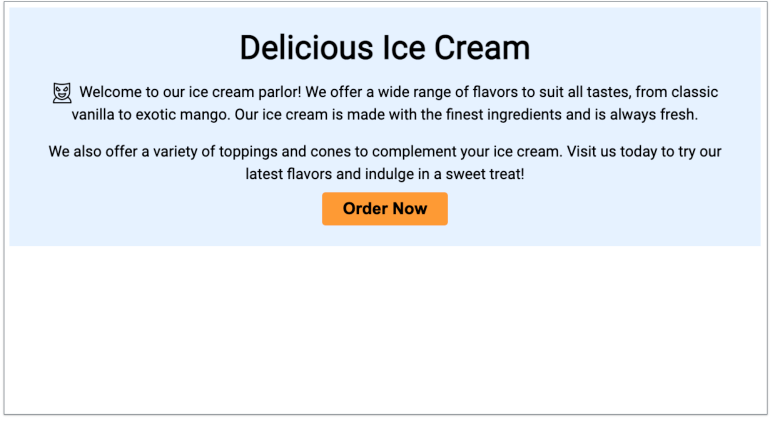 Delicious Ice Cream
Welcome to our ice cream parlor! We offer a wide range of flavors to suit all tastes, from classic
vanilla to exotic mango. Our ice cream is made with the finest ingredients and is always fresh.
We also offer a variety of toppings and cones to complement your ice cream. Visit us today to try our
latest flavors and indulge in a sweet treat!
Order Now